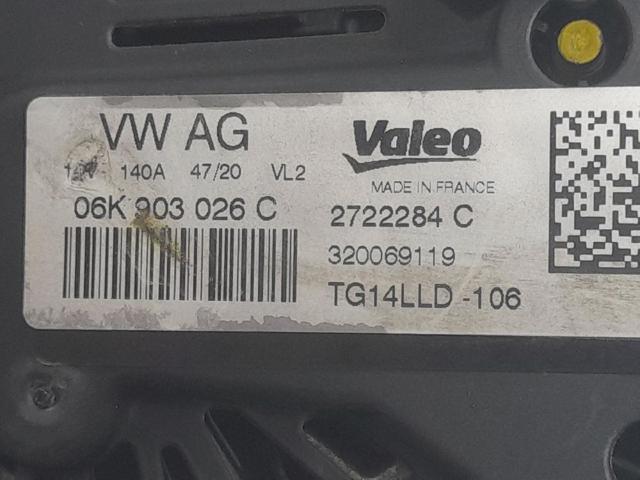 VW AG
140A 47/20 VL2
06K 903 026 C
Valeo
MADE IN FRANCE
2722284 C
320069119
TG14LLD -106